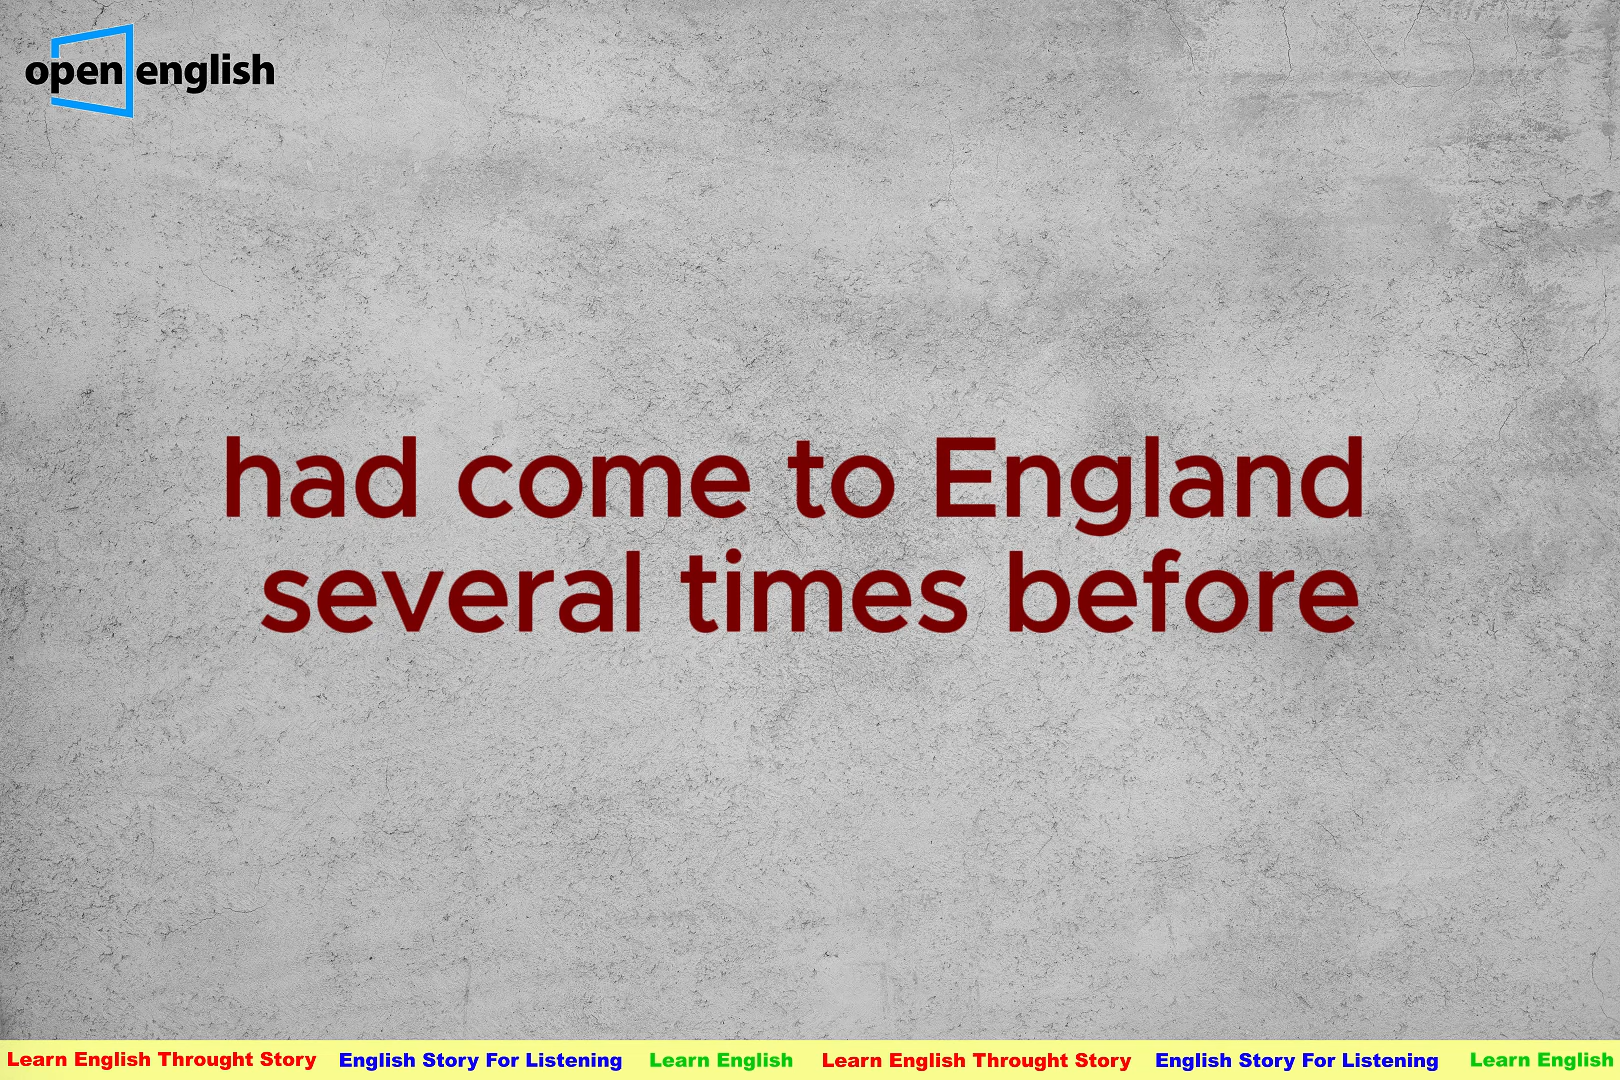 open english
had come to England
several times before
Learn English Throught Story English Story For Listening Learn English Learn English Throught Story English Story For Listening Learn English